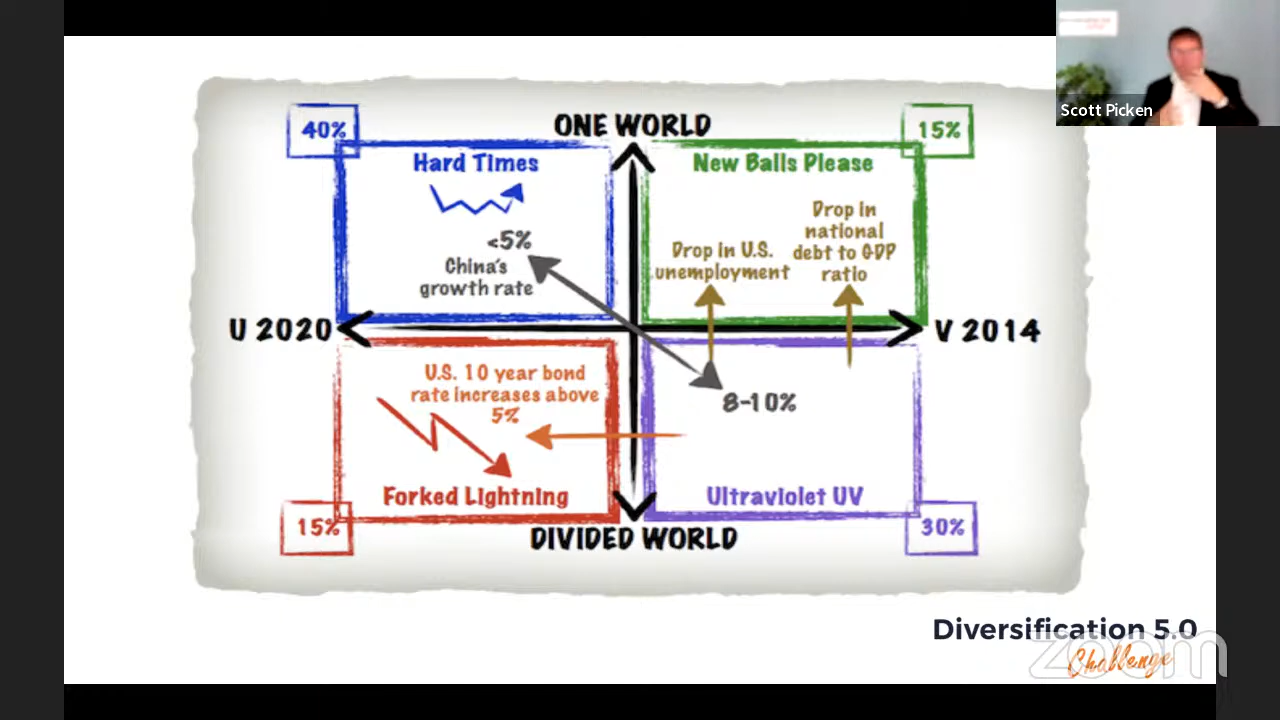 Scott Picken
40%
ONE WORLD
15%
Hard Times
New Balls Please
<5%
China's
growth rate
Drop in U.S.
unemployment
Drop in
national
debt to GDP
ratio
U 2020
V 2014
U.S. 10 year bond
rate increases above
5%
8-10%
Forked Lightning
Ultraviolet UV
15%
DIVIDED WORLD
30%
Diversification 5.0
Challenge
zoom